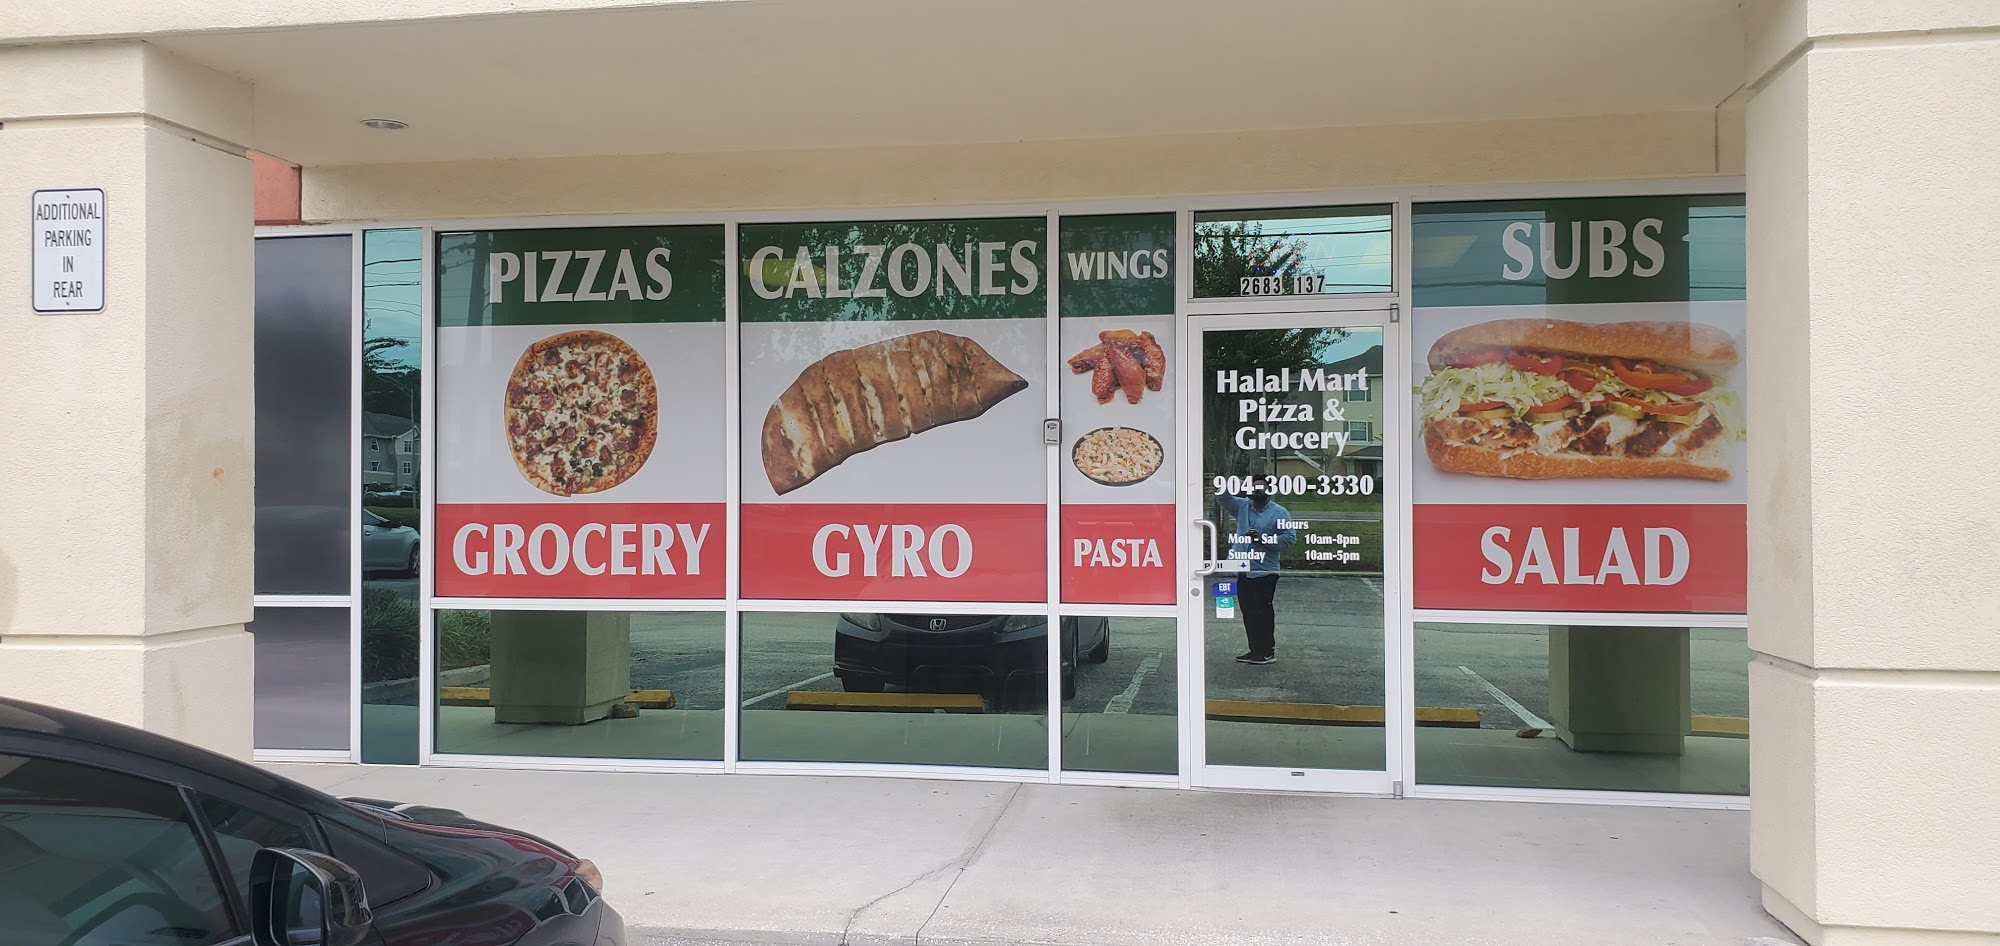 ADDITIONAL
PARKING
IN
REAR
PIZZAS
GROCERY
CALZONES
GYRO
WINGS
PASTA
2683 137
Halal Mart
Pizza &
Grocery
904-300-3330
Hours
Mon - Sat 10am-8pm
Sunday 10am-5pm
EBT
SUBS
SALAD